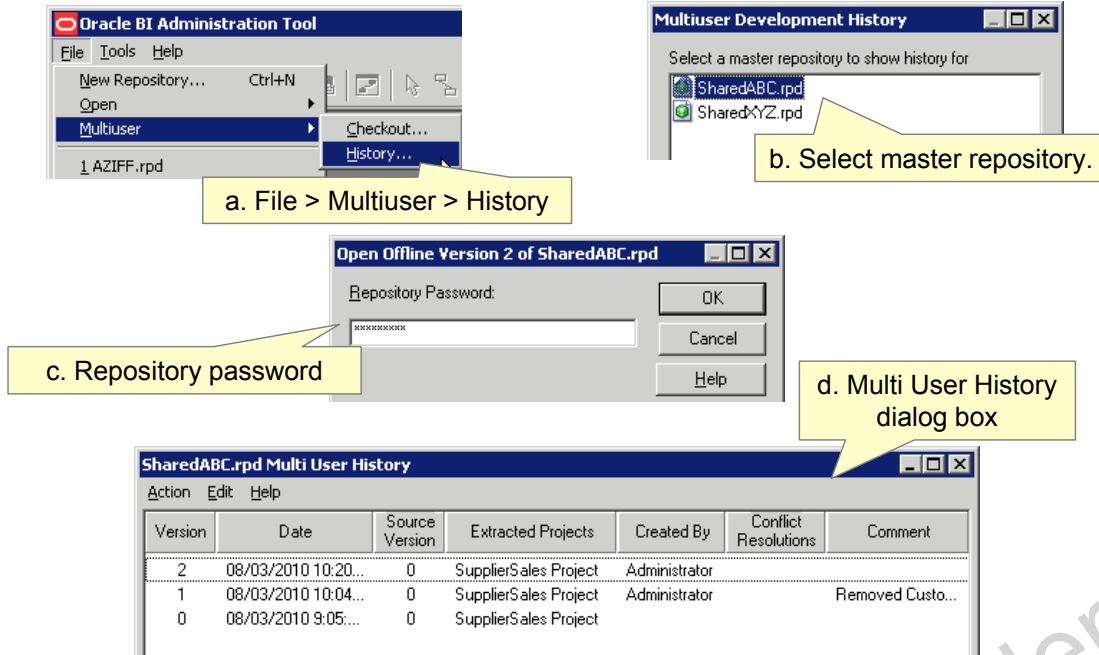 Oracle BI Administration Tool
File Tools Help
New Repository... Ctrl+N
Open
Multiuser
1 AZIFF.rpd
Checkout...
History...
a. File > Multiuser > History
Multiuser Development History
Select a master repository to show history for
SharedABC.rpd
SharedXYZ.rpd
b. Select master repository.
Open Offline Version 2 of SharedABC.rpd
Repository Password:
×××××××××
OK
Cancel
Help
c. Repository password
d. Multi User History
dialog box
SharedABC.rpd Multi User History
Action Edit Help
Version Date Source Version Extracted Projects Created By Conflict Resolutions Comment
2 08/03/2010 10:20... 0 SupplierSales Project Administrator
1 08/03/2010 10:04... 0 SupplierSales Project Administrator Removed Custo...
0 08/03/2010 9:05:... 0 SupplierSales Project